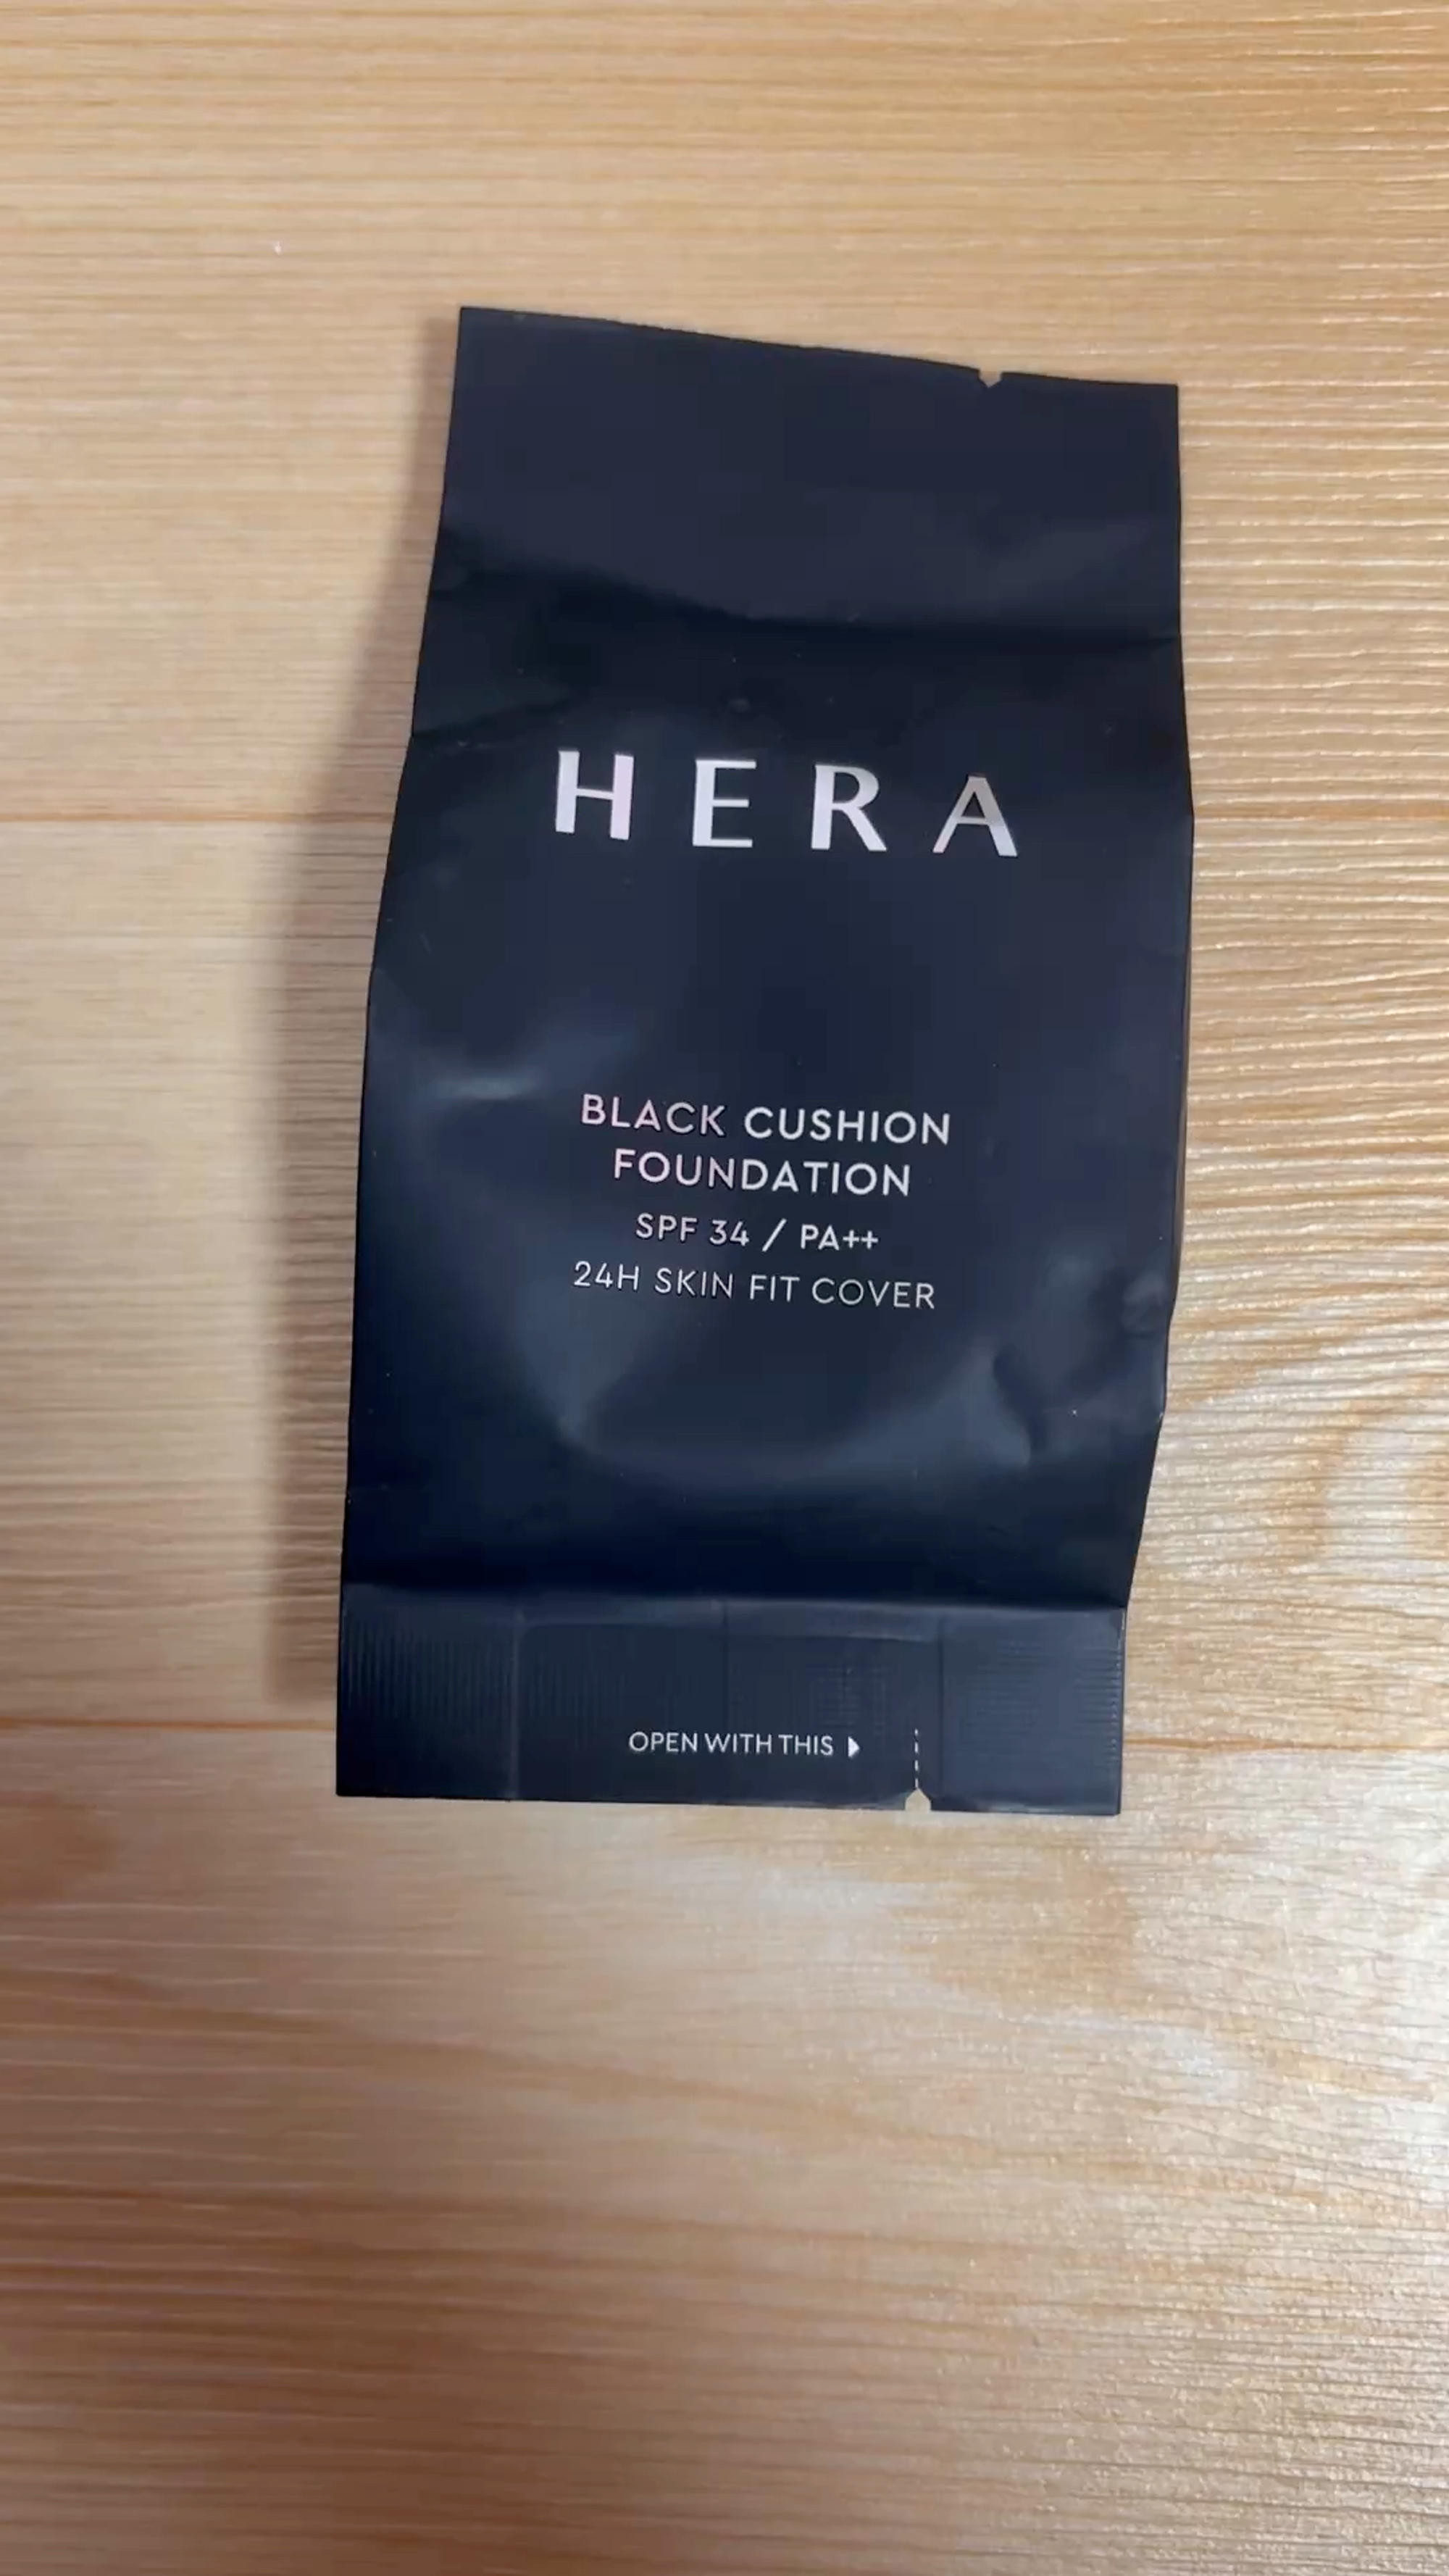 HERA
BLACK CUSHION
FOUNDATION
SPF 34 / PA++
24H SKIN FIT COVER
OPEN WITH THIS